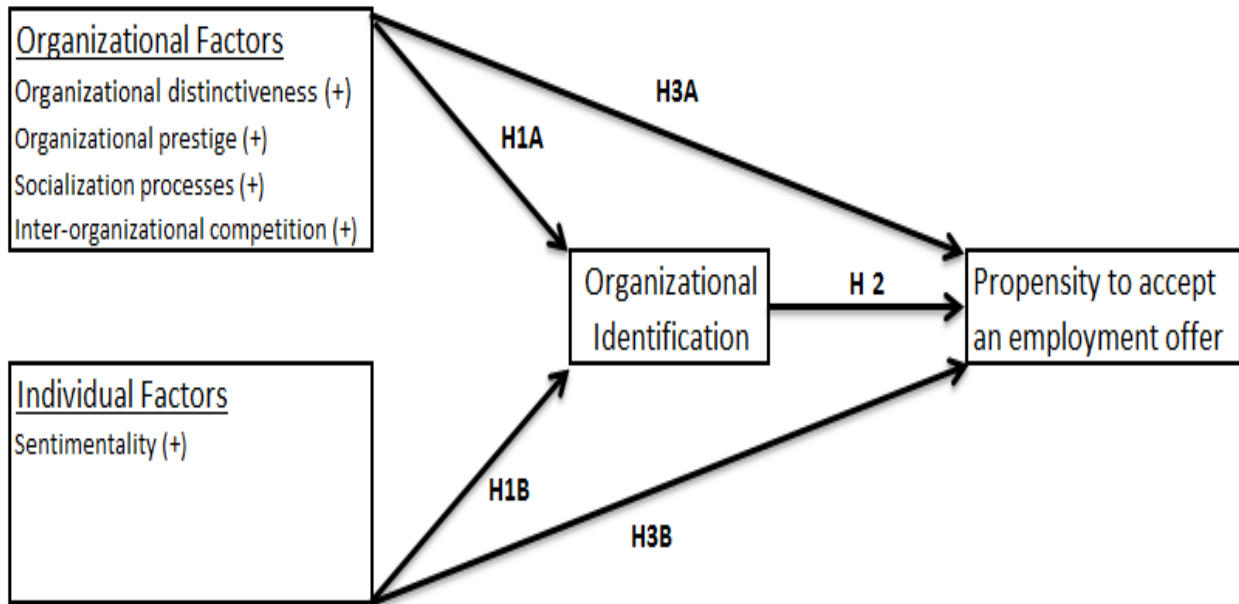 Organizational Factors
Organizational distinctiveness (+)
Organizational prestige (+)
Socialization processes (+)
Inter-organizational competition (+)
H3A
H1A
Organizational
Identification
H 2
Propensity to accept
an employment offer
Individual Factors
Sentimentality (+)
H1B
H3B